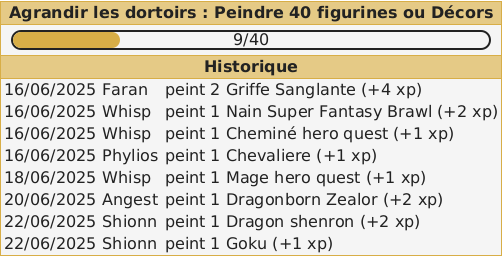 Agrandir les dortoirs : Peindre 40 figurines ou Décors
9/40
Historique
16/06/2025 Faran peint 2 Griffe Sanglante (+4 xp)
16/06/2025 Whisp peint 1 Nain Super Fantasy Brawl (+2 xp)
16/06/2025 Whisp peint 1 Cheminé hero quest (+1 xp)
16/06/2025 Phylios peint 1 Chevaliere (+1 xp)
18/06/2025 Whisp peint 1 Mage hero quest (+1 xp)
20/06/2025 Angest peint 1 Dragonborn Zealor (+2 xp)
22/06/2025 Shionn peint 1 Dragon shenron (+2 xp)
22/06/2025 Shionn peint 1 Goku (+1 xp)